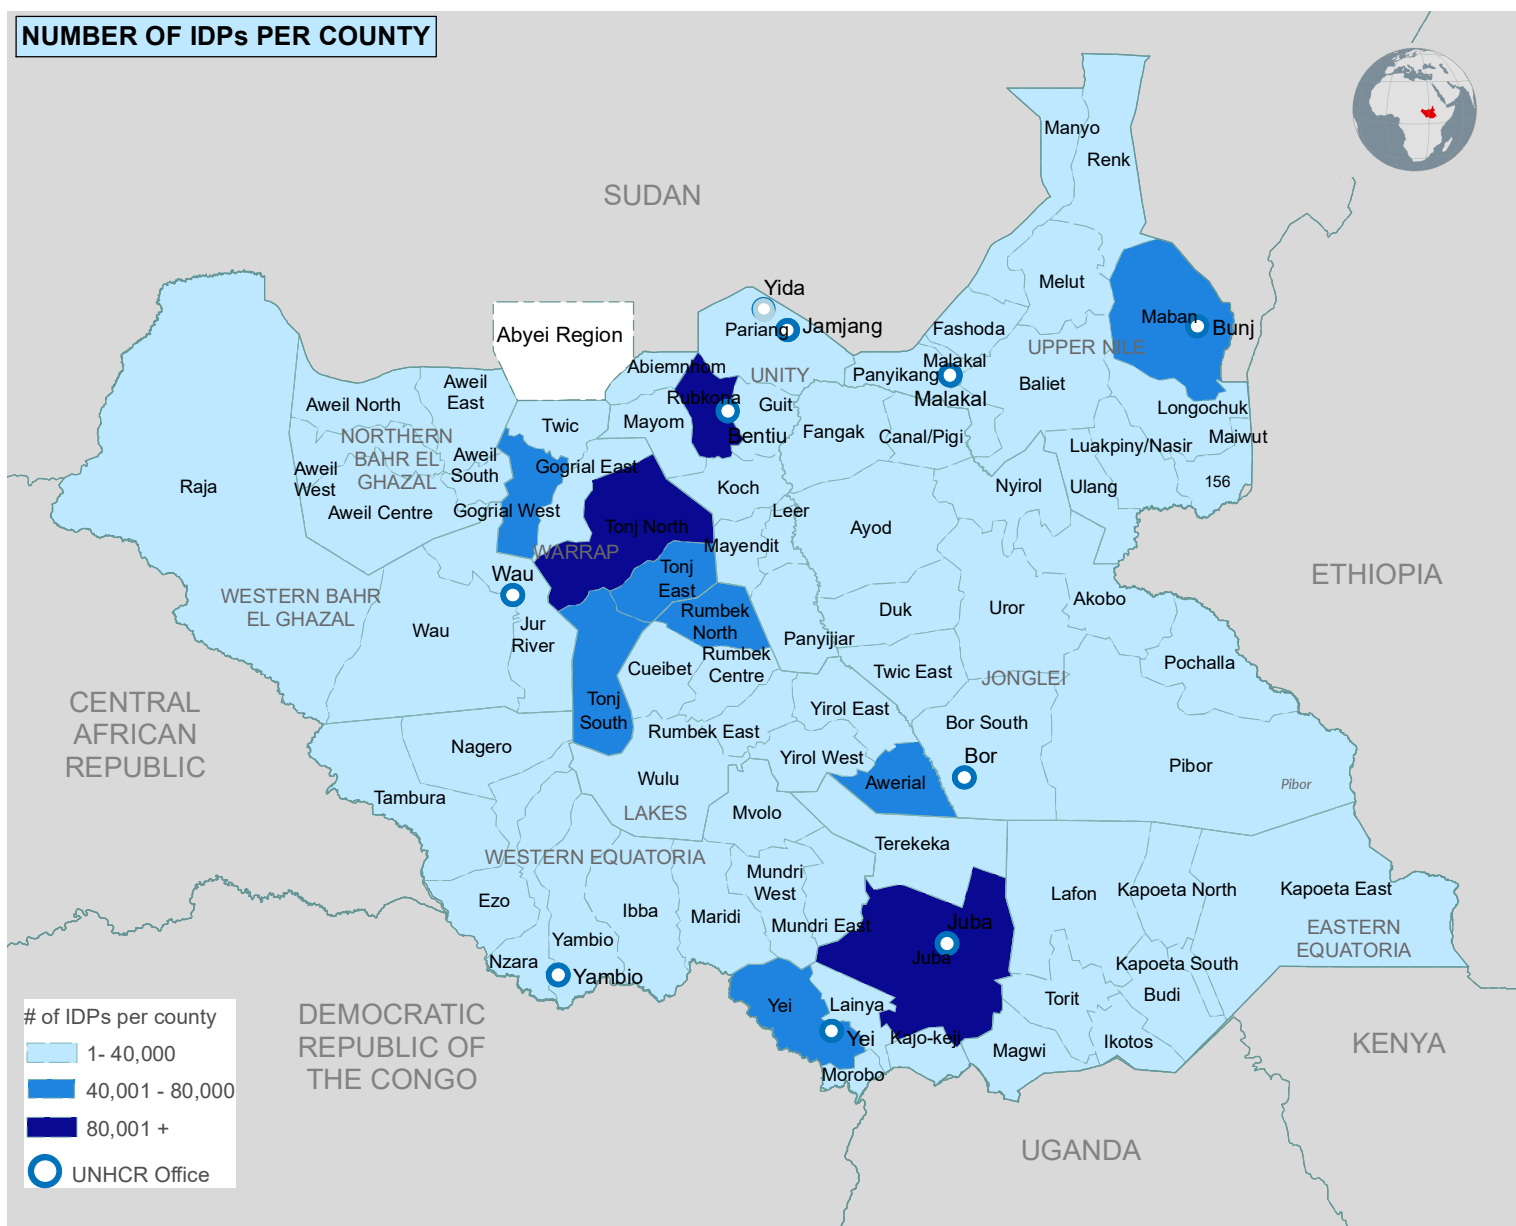 NUMBER OF IDPs PER COUNTY
Manyo
Renk
SUDAN
Melut
Yida
Maban
Bunj
Pariang
Jamjang
Fashoda
Abyei Region
UPPER NILE
Malakal
Abiemnhom
UNITY
Panyikang
Baliet
Aweil
East
Rubkona
Malakal
Aweil North
Guit
Longochuk
Twic
Mayom
Fangak
Canal/Pigi
Maiwut
NORTHERN
BAHR EL
GHAZAL
Bentiu
Luakpiny/Nasir
Aweil
South
Gogrial East
Aweil
West
Raja
Koch
Nyirol
Ulang
156
Aweil Centre
Gogrial West
Leer
Tonj North
Ayod
WARRAP
Mayendit
Wau
Tonj
East
ETHIOPIA
WESTERN BAHR
EL GHAZAL
Rumbek
North
Duk
Uror
Akobo
Wau
Jur
River
Panyijiar
Cueibet
Rumbek
Centre
Twic East
JONGLEI
Pochalla
CENTRAL
AFRICAN
REPUBLIC
Tonj
South
Yirol East
Bor South
Nagero
Rumbek East
Yirol West
Bor
Pibor
Pibor
Wulu
Awerial
Tambura
LAKES
Mvolo
Terekeka
WESTERN EQUATORIA
Mundri
West
Lafon
Kapoeta North
Kapoeta East
Ezo
Ibba
Maridi
Mundri East
Juba
EASTERN
EQUATORIA
Yambio
Juba
Nzara
Yambio
Kapoeta South
Yei
Lainya
Torit
Budi
DEMOCRATIC
REPUBLIC OF
THE CONGO
Yei
Kajo-keji
Magwi
Ikotos
KENYA
Morobo
UGANDA
# of IDPs per county
1- 40,000
40,001 - 80,000
80,001 +
UNHCR Office